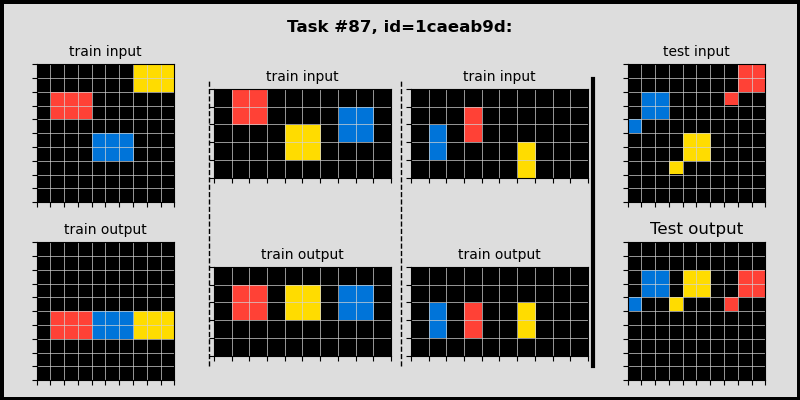 Task #87, id=1caeab9d:
train input
train input
train input
test input
train output
train output
train output
Test output